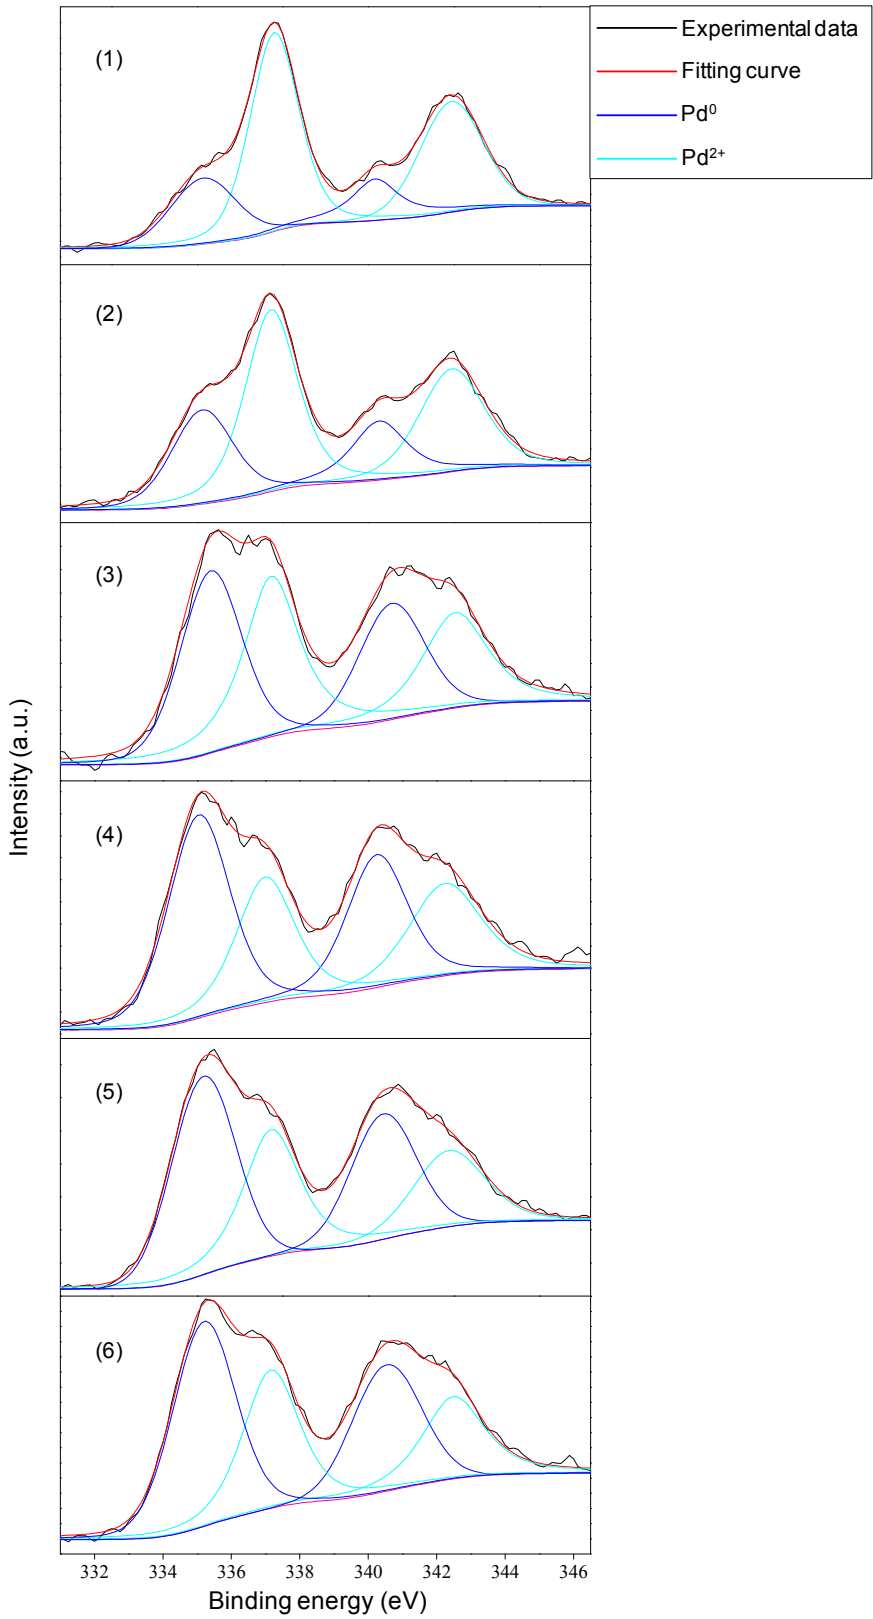 Experimental data
Fitting curve
Pd⁰
Pd²⁺
(1)
(2)
(3)
(4)
(5)
(6)
Intensity (a.u.)
332 334 336 338 340 342 344 346
Binding energy (eV)